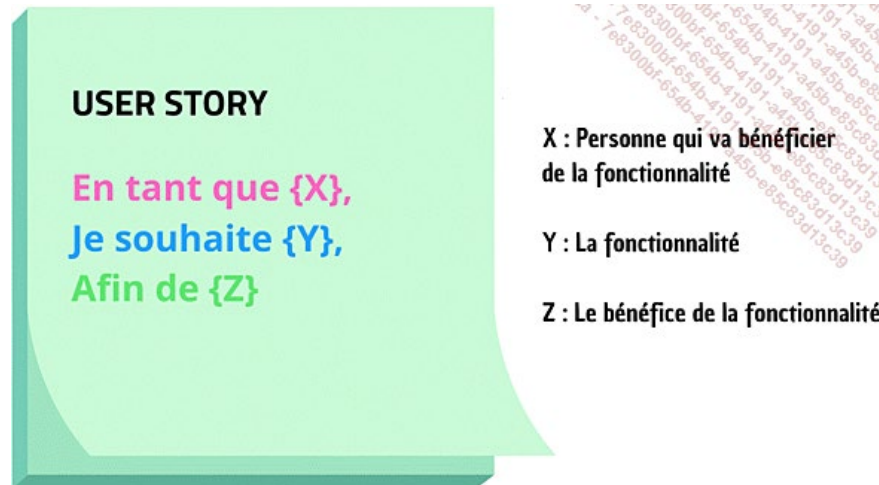 USER STORY
En tant que {X},
Je souhaite {Y},
Afin de {Z}
X : Personne qui va bénéficier
de la fonctionnalité
Y : La fonctionnalité
Z : Le bénéfice de la fonctionnalité